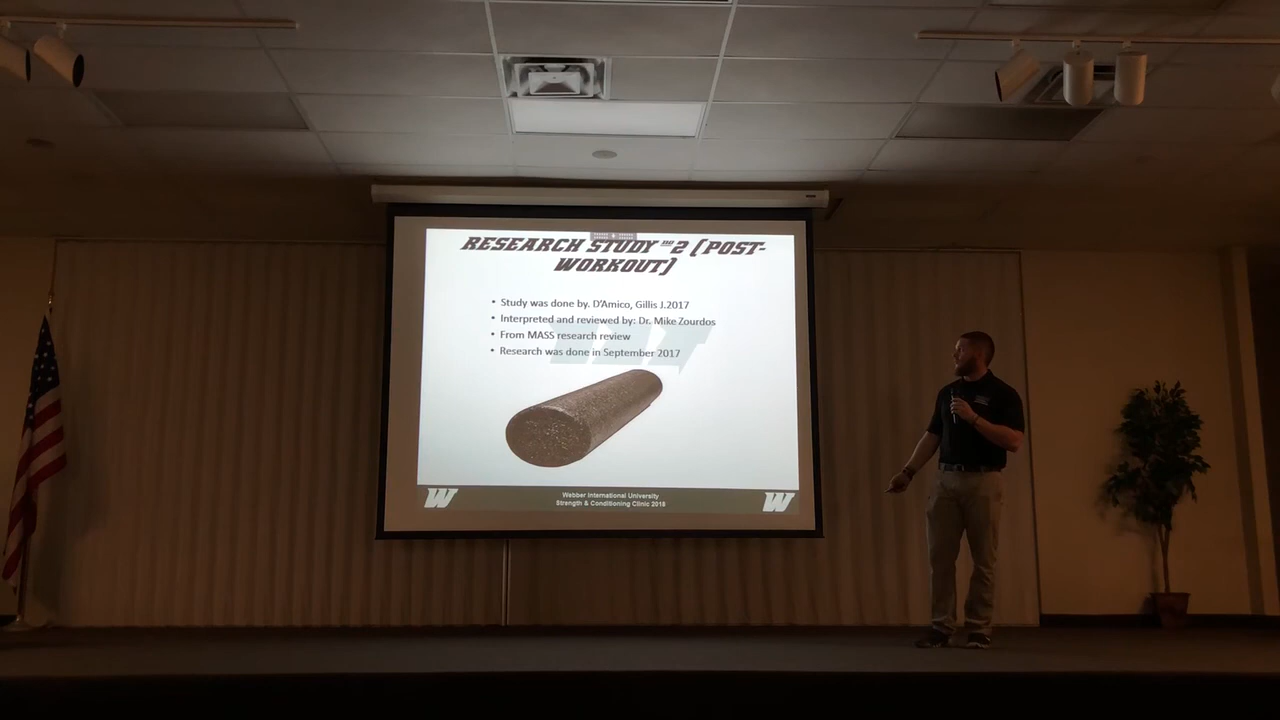 RESEARCH STUDY no 2 (POST-
WORKOUT)
• Study was done by. D'Amico, Gillis J.2017
• Interpreted and reviewed by: Dr. Mike Zourdos
• From MASS research review
• Research was done in September 2017
W
Webber International University
Strength & Conditioning Clinic 2018
W